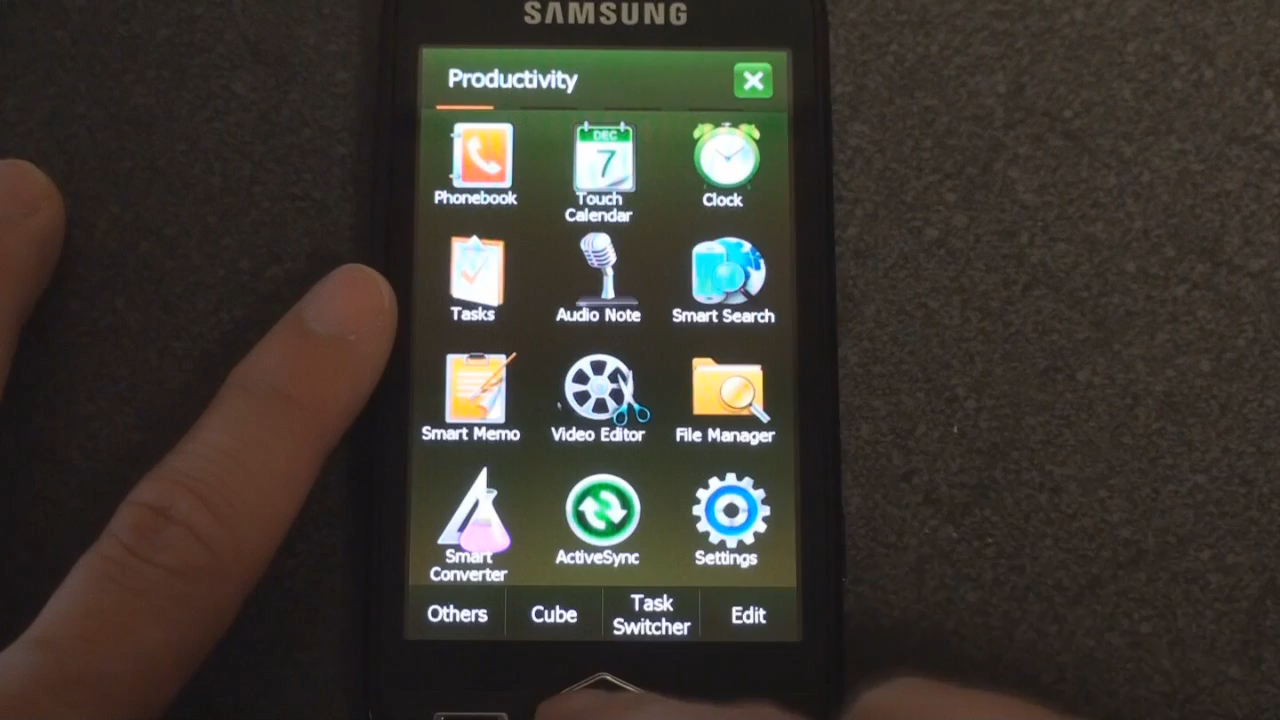 SAMSUNG
Productivity
DEC
7
Phonebook
Touch
Calendar
Clock
Tasks
Audio Note
Smart Search
Smart Memo
Video Editor
File Manager
Smart
Converter
ActiveSync
Settings
Others
Cube
Task
Switcher
Edit